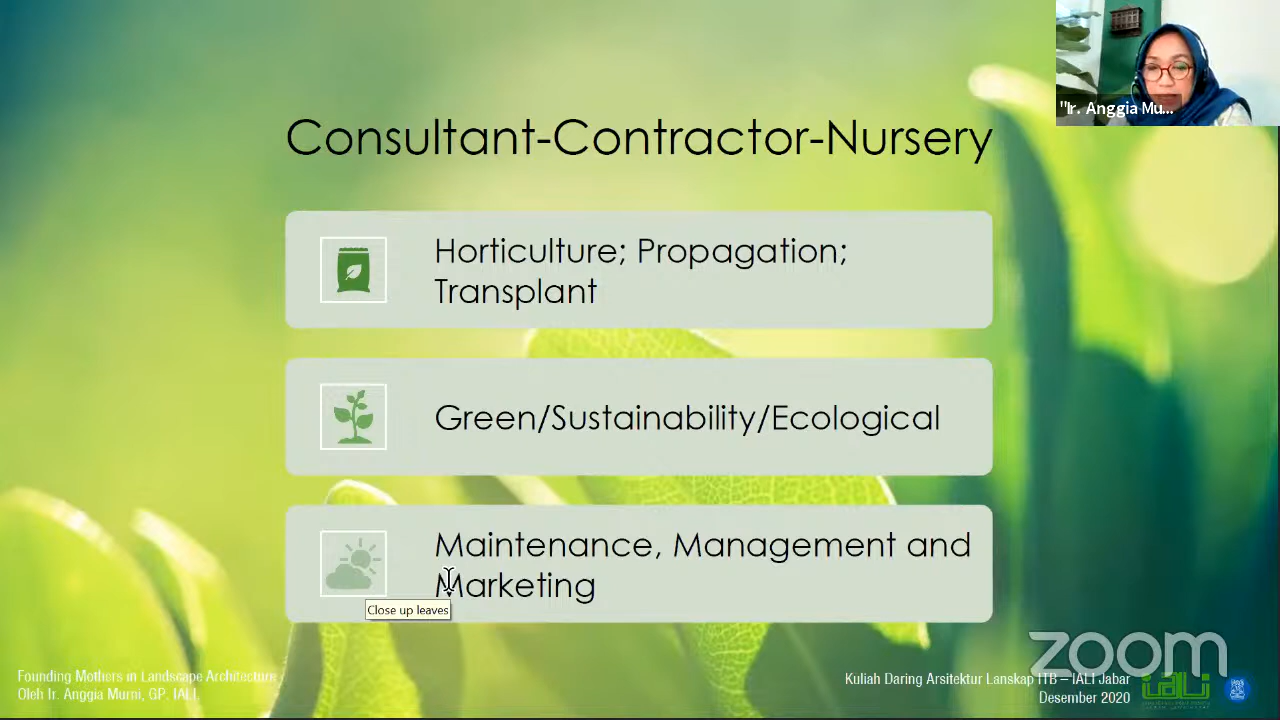 "Ir. Anggia Mu...
Consultant-Contractor-Nursery
Horticulture; Propagation;
Transplant
Green/Sustainability/Ecological
Maintenance, Management and
Marketing
Close up leaves
zoom
Founding Mothers in Landscape Architecture
Oleh Ir. Anggia Murni, GP. IALI.
Kuliah Daring Arsitektur Lanskap ITB – IALI Jabar
Desember 2020
iali